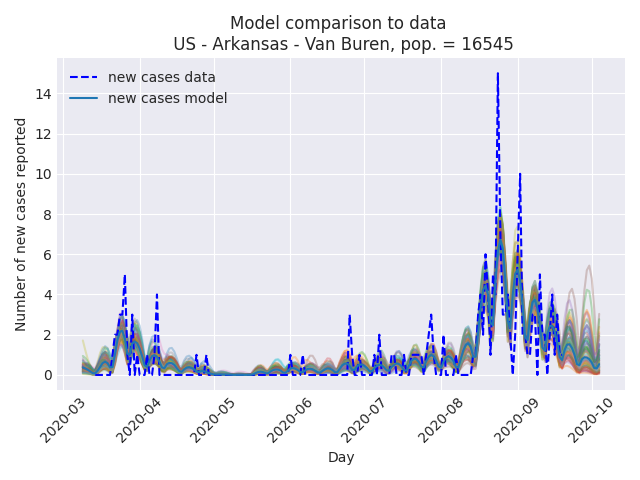 Model comparison to data
US - Arkansas - Van Buren, pop. = 16545
new cases data
new cases model
Number of new cases reported
14
12
10
8
6
4
2
0
2020-03
2020-04
2020-05
2020-06
2020-07
2020-08
2020-09
2020-10
Day